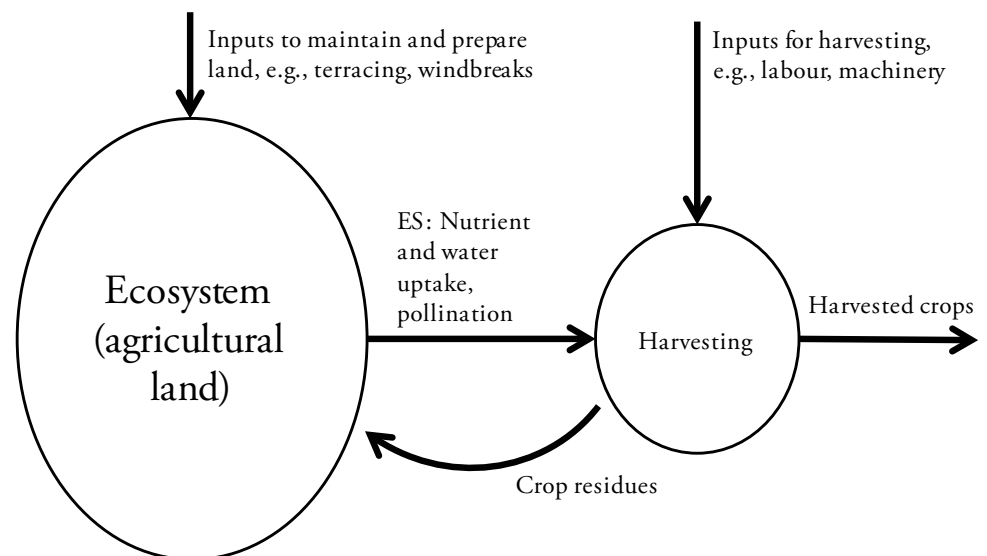 Inputs to maintain and prepare
land, e.g., terracing, windbreaks
Inputs for harvesting,
e.g., labour, machinery
ES: Nutrient
and water
uptake,
pollination
Ecosystem
(agricultural
land)
Harvesting
Harvested crops
Crop residues